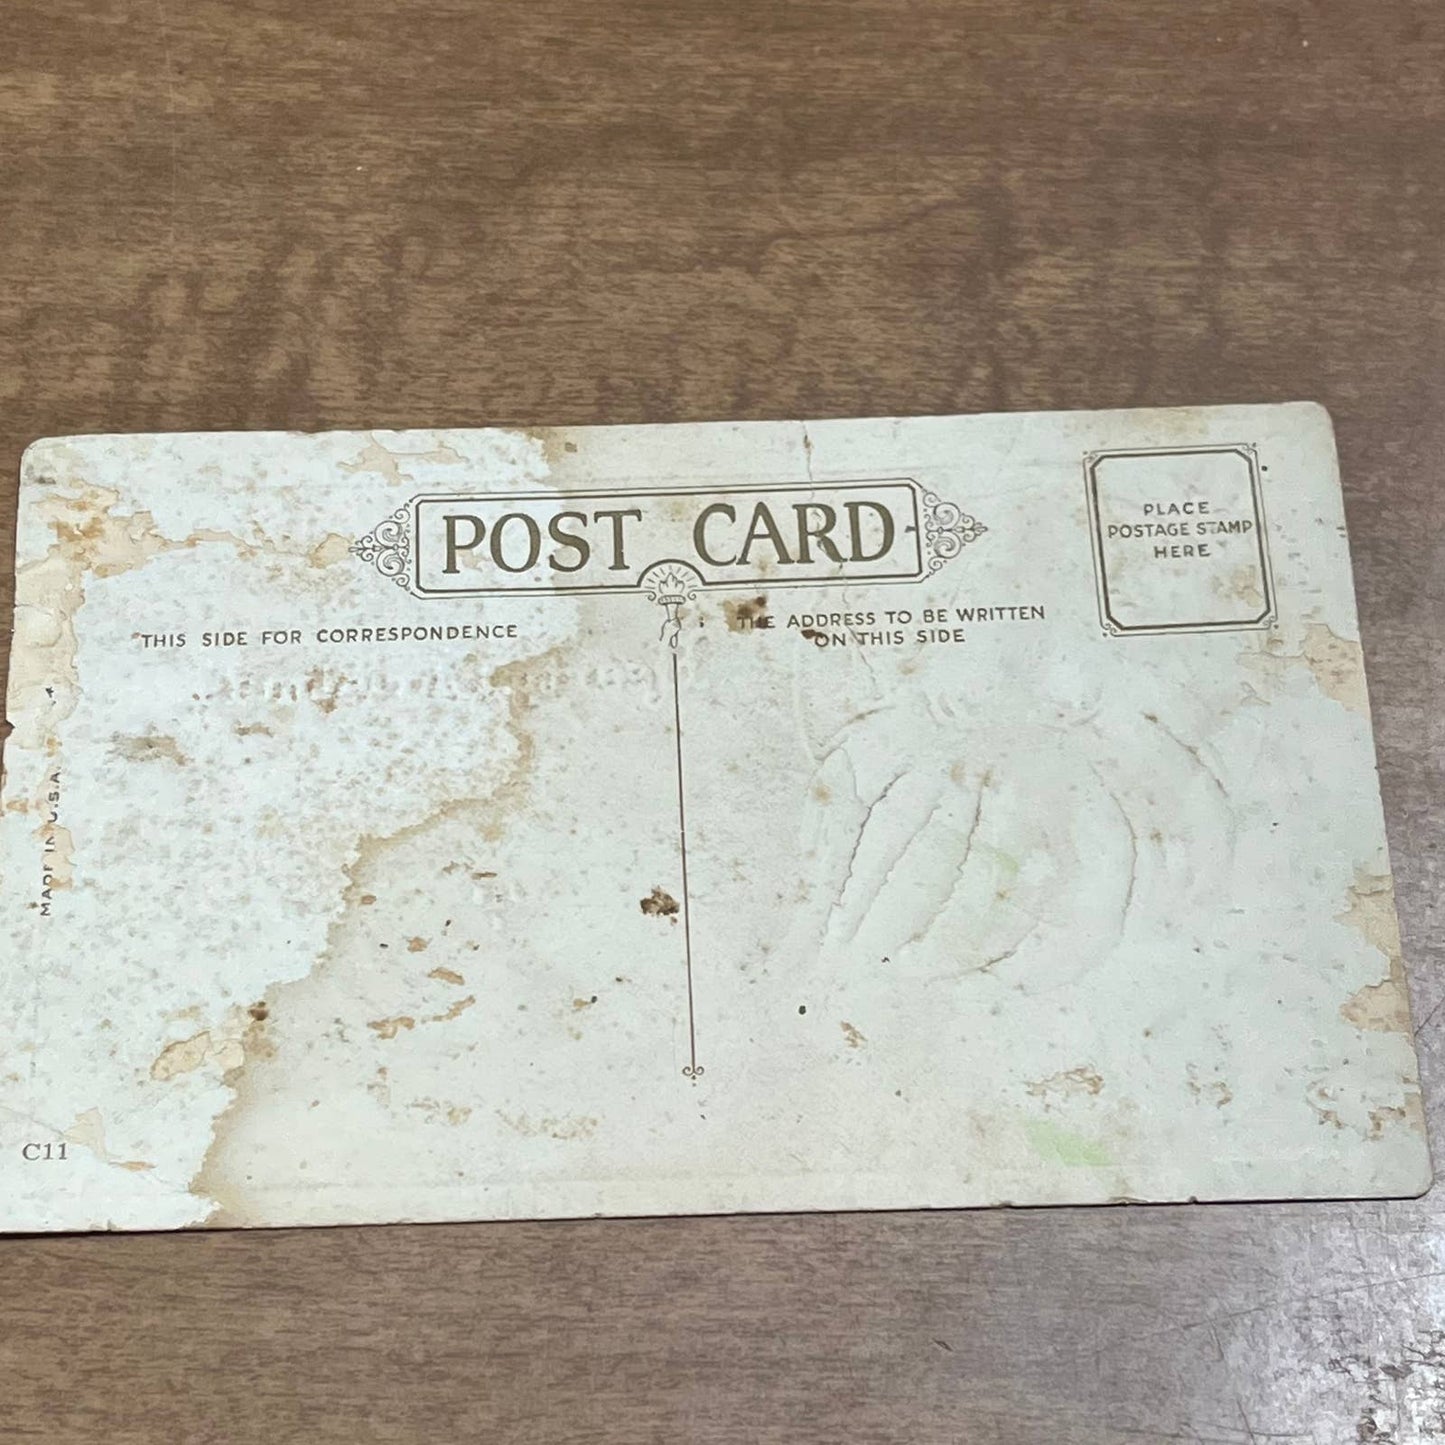 POST CARD
PLACE
POSTAGE STAMP
HERE
THIS SIDE FOR CORRESPONDENCE
THE ADDRESS TO BE WRITTEN
ON THIS SIDE
MADE IN U.S.A.
C11